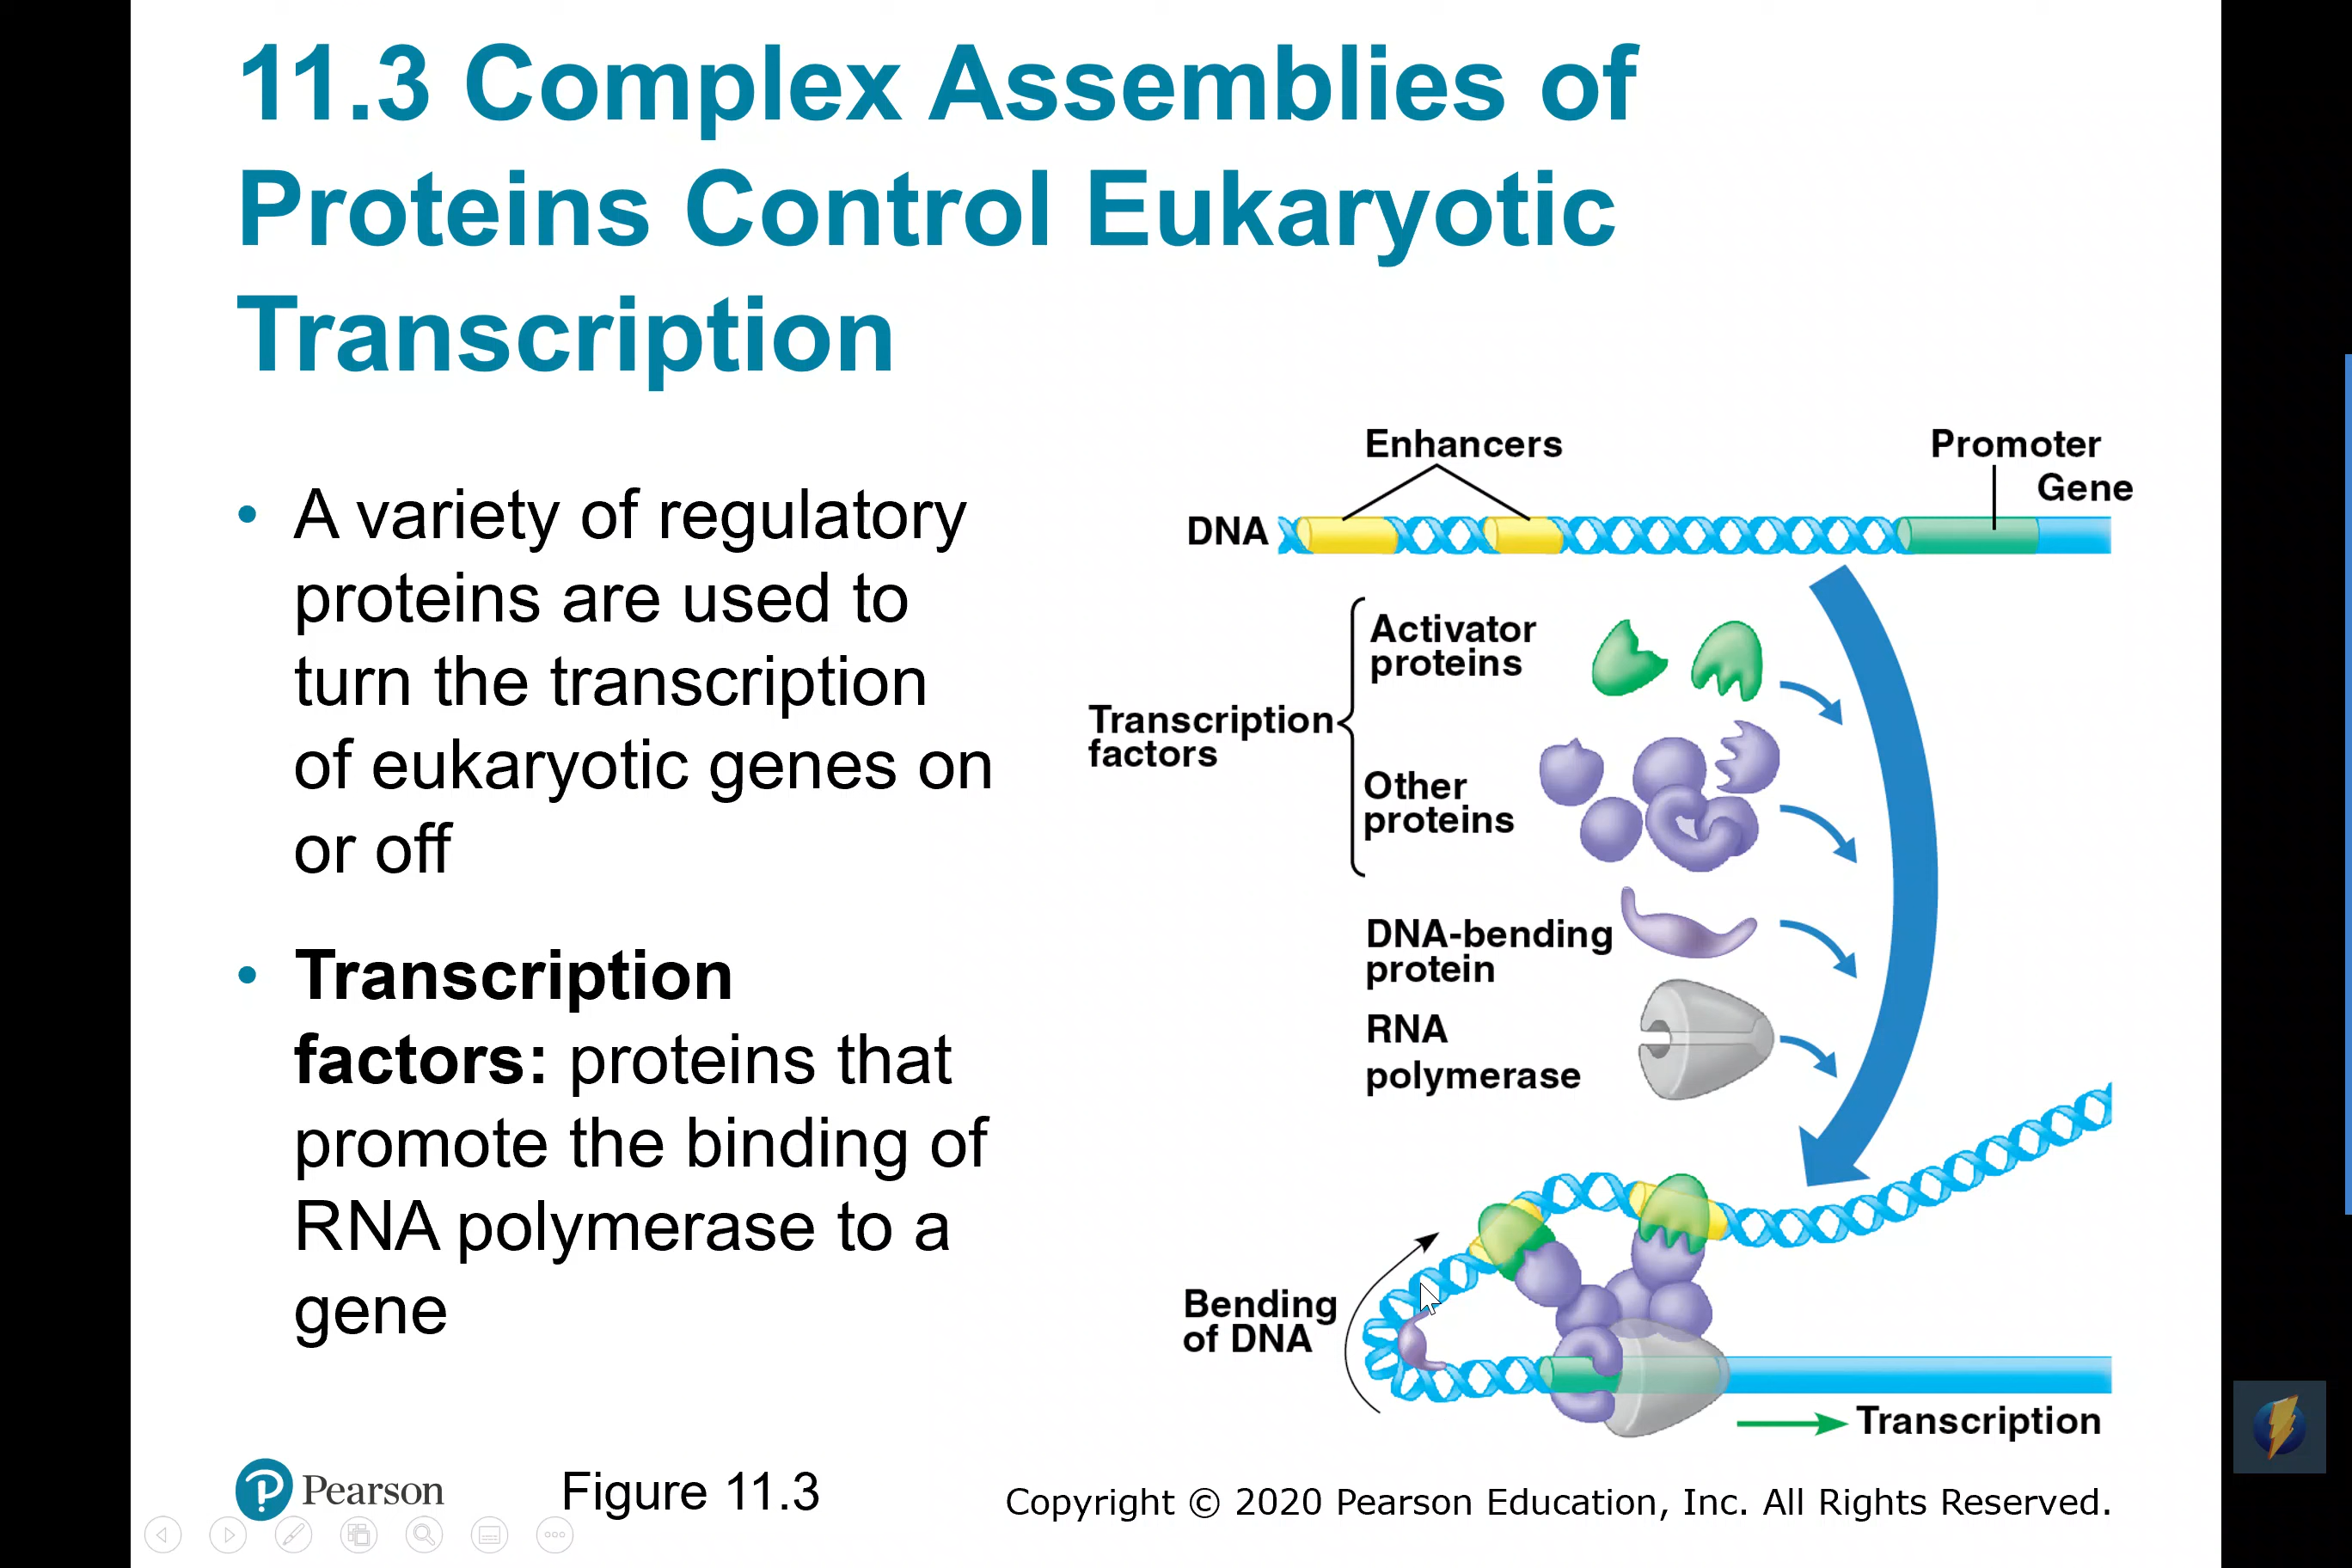 11.3 Complex Assemblies of
Proteins Control Eukaryotic
Transcription
• A variety of regulatory
proteins are used to
turn the transcription
of eukaryotic genes on
or off
• Transcription
factors: proteins that
promote the binding of
RNA polymerase to a
gene
Enhancers
Promoter
Gene
DNA
Activator
proteins
Transcription
factors
Other
proteins
DNA-bending
protein
RNA
polymerase
Bending
of DNA
Transcription
Pearson
Figure 11.3
Copyright © 2020 Pearson Education, Inc. All Rights Reserved.